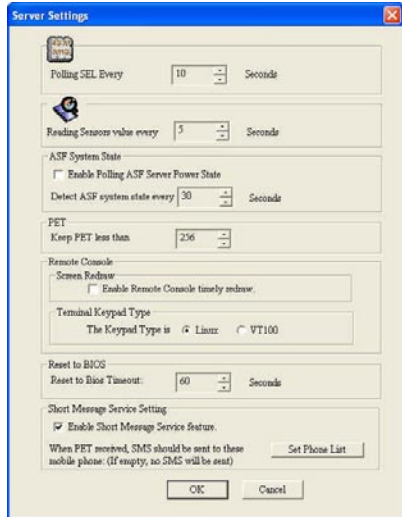 Server Settings
Polling SEL Every 10 Seconds
Reading Sensors value every 5 Seconds
ASF System State
Enable Polling ASF Server Power State
Detect ASF system state every 30 Seconds
PET
Keep PET less than 256
Remote Console
Screen Redraw
Enable Remote Console timely redraw.
Terminal Keypad Type
The Keypad Type is Linux VT100
Reset to BIOS
Reset to Bios Timeout: 60 Seconds
Short Message Service Setting
Enable Short Message Service feature.
When PET received, SMS should be sent to these
mobile phone: (If empty, no SMS will be sent)
Set Phone List
OK Cancel